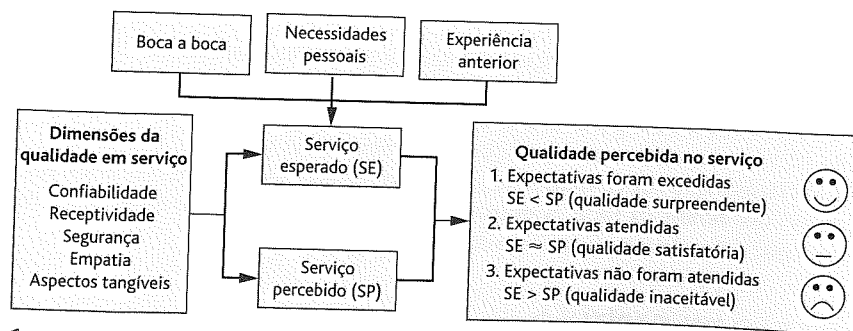 Boca a boca
Necessidades
pessoais
Experiência
anterior
Dimensões da
qualidade em serviço
Confiabilidade
Receptividade
Segurança
Empatia
Aspectos tangíveis
Serviço
esperado (SE)
Serviço
percebido (SP)
Qualidade percebida no serviço
1. Expectativas foram excedidas
SE < SP (qualidade surpreendente)
2. Expectativas atendidas
SE ≈ SP (qualidade satisfatória)
3. Expectativas não foram atendidas
SE > SP (qualidade inaceitável)